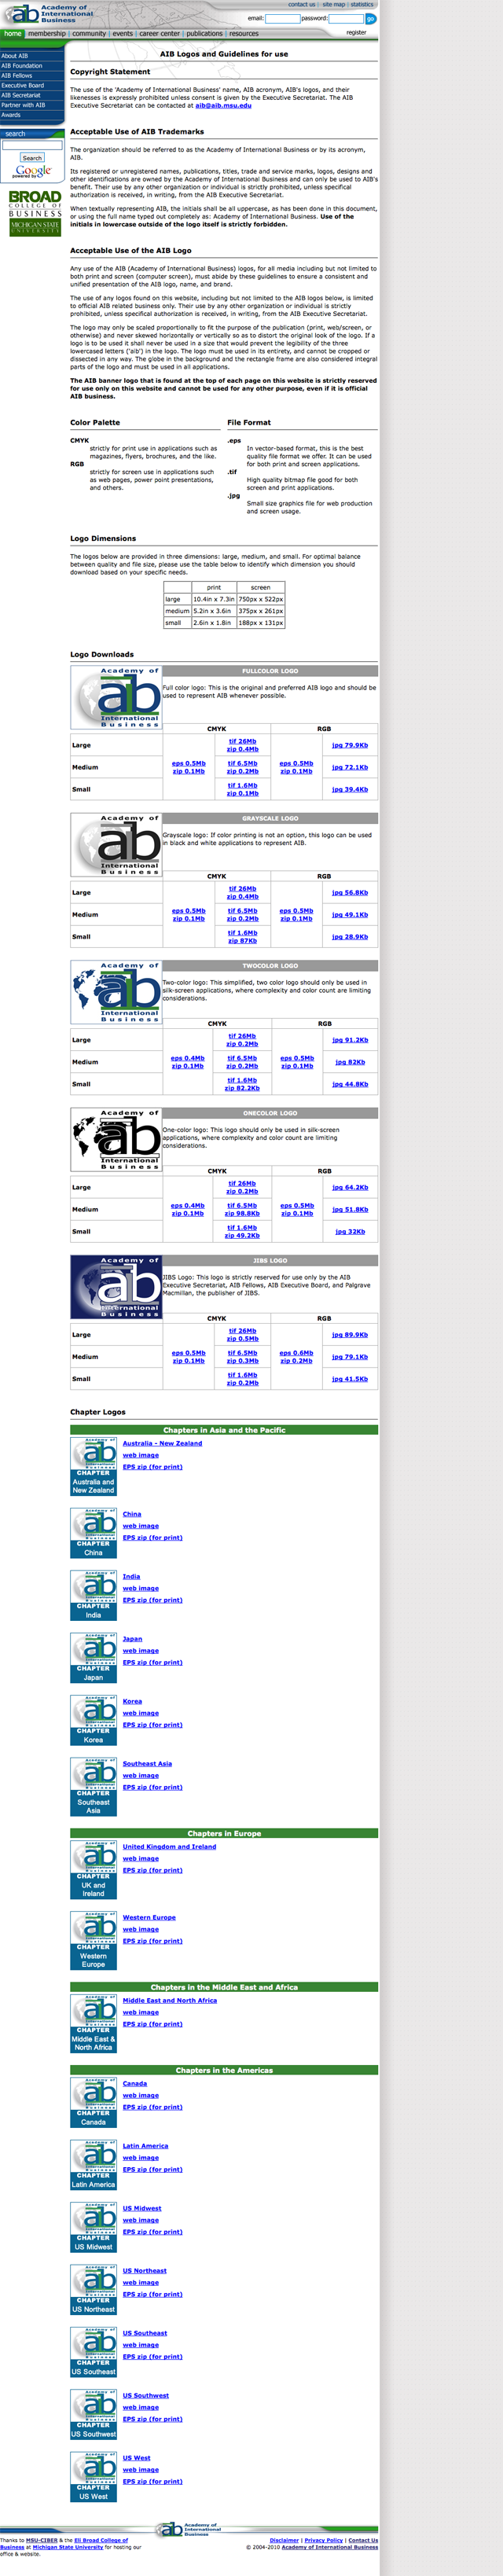 Academy of
International
Business
contact us | site map | statistics
email: password: go
home | membership | community | events | career center | publications | resources
register
About AIB
AIB Foundation
AIB Fellows
Executive Board
AIB Secretariat
Partner with AIB
Awards
search
Search
powered by Google
BROAD
COLLEGE OF
BUSINESS
MICHIGAN STATE
UNIVERSITY
AIB Logos and Guidelines for use
Copyright Statement
The use of the 'Academy of International Business' name, AIB acronym, AIB's logos, and their
likenesses is expressly prohibited unless consent is given by the Executive Secretariat. The AIB
Executive Secretariat can be contacted at aib@aib.msu.edu
Acceptable Use of AIB Trademarks
The organization should be referred to as the Academy of International Business or by its acronym,
AIB.
Its registered or unregistered names, publications, titles, trade and service marks, logos, designs and
other identifications are owned by the Academy of International Business and can only be used to AIB's
benefit. Their use by any other organization or individual is strictly prohibited, unless specifical
authorization is received, in writing, from the AIB Executive Secretariat.
When textually representing AIB, the initials shall be all uppercase, as has been done in this document,
or using the full name typed out completely as: Academy of International Business. Use of the
initials in lowercase outside of the logo itself is strictly forbidden.
Acceptable Use of the AIB Logo
Any use of the AIB (Academy of International Business) logos, for all media including but not limited to
both print and screen (computer screen), must abide by these guidelines to ensure a consistent and
unified presentation of the AIB logo, name, and brand.
The use of any logos found on this website, including but not limited to the AIB logos below, is limited
to official AIB related business only. Their use by any other organization or individual is strictly
prohibited, unless specifical authorization is received, in writing, from the AIB Executive Secretariat.
The logo may only be scaled proportionally to fit the purpose of the publication (print, web/screen, or
otherwise) and never skewed horizontally or vertically as to distort the original look of the logo. If a
logo is to be used it shall never be used in a size that would prevent the legibility of the three
lowercased letters ('aib') in the logo. The logo must be used in its entirety, and cannot be cropped or
dissected in any way. The globe in the background and the rectangle frame are also considered integral
parts of the logo and must be used in all applications.
The AIB banner logo that is found at the top of each page on this website is strictly reserved
for use only on this website and cannot be used for any other purpose, even if it is official
AIB business.
Color Palette
CMYK
strictly for print use in applications such as
magazines, flyers, brochures, and the like.
RGB
strictly for screen use in applications such
as web pages, power point presentations,
and others.
File Format
.eps
In vector-based format, this is the best
quality file format we offer. It can be used
for both print and screen applications.
.tif
High quality bitmap file good for both
screen and print applications.
.jpg
Small size graphics file for web production
and screen usage.
Logo Dimensions
The logos below are provided in three dimensions: large, medium, and small. For optimal balance
between quality and file size, please use the table below to identify which dimension you should
download based on your specific needs.
print screen
large 10.4in x 7.3in 750px x 522px
medium 5.2in x 3.6in 375px x 261px
small 2.6in x 1.8in 188px x 131px
Logo Downloads
Academy of
aib
International
Business
FULLCOLOR LOGO
Full color logo: This is the original and preferred AIB logo and should be
used to represent AIB whenever possible.
CMYK RGB
Large tif 26Mb zip 0.4Mb jpg 79.9Kb
Medium eps 0.5Mb zip 0.1Mb tif 6.5Mb zip 0.2Mb eps 0.5Mb zip 0.1Mb jpg 72.1Kb
Small tif 1.6Mb zip 0.1Mb jpg 39.4Kb
Academy of
aib
International
Business
GRAYSCALE LOGO
Grayscale logo: If color printing is not an option, this logo can be used
in black and white applications to represent AIB.
CMYK RGB
Large tif 26Mb zip 0.4Mb jpg 56.8Kb
Medium eps 0.5Mb zip 0.1Mb tif 6.5Mb zip 0.2Mb eps 0.5Mb zip 0.1Mb jpg 49.1Kb
Small tif 1.6Mb zip 87Kb jpg 28.9Kb
Academy of
aib
International
Business
TWOCOLOR LOGO
Two-color logo: This simplified, two color logo should only be used in
silk-screen applications, where complexity and color count are limiting
considerations.
CMYK RGB
Large tif 26Mb zip 0.2Mb jpg 91.2Kb
Medium eps 0.4Mb zip 0.1Mb tif 6.5Mb zip 0.2Mb eps 0.5Mb zip 0.1Mb jpg 82Kb
Small tif 1.6Mb zip 82.2Kb jpg 44.8Kb
Academy of
aib
International
Business
ONECOLOR LOGO
One-color logo: This logo should only be used in silk-screen
applications, where complexity and color count are limiting
considerations.
CMYK RGB
Large tif 26Mb zip 0.2Mb jpg 64.2Kb
Medium eps 0.4Mb zip 0.1Mb tif 6.5Mb zip 98.8Kb eps 0.5Mb zip 0.1Mb jpg 51.8Kb
Small tif 1.6Mb zip 49.2Kb jpg 32Kb
Academy of
aib
International
Business
JIBS LOGO
JIBS Logo: This logo is strictly reserved for use only by the AIB
Executive Secretariat, AIB Fellows, AIB Executive Board, and Palgrave
Macmillan, the publisher of JIBS.
CMYK RGB
Large tif 26Mb zip 0.5Mb jpg 89.9Kb
Medium eps 0.5Mb zip 0.1Mb tif 6.5Mb zip 0.3Mb eps 0.6Mb zip 0.2Mb jpg 79.1Kb
Small tif 1.6Mb zip 0.2Mb jpg 41.5Kb
Chapter Logos
Chapters in Asia and the Pacific
CHAPTER
Australia and
New Zealand
Australia - New Zealand
web image
EPS zip (for print)
CHAPTER
China
China
web image
EPS zip (for print)
CHAPTER
India
India
web image
EPS zip (for print)
CHAPTER
Japan
Japan
web image
EPS zip (for print)
CHAPTER
Korea
Korea
web image
EPS zip (for print)
CHAPTER
Southeast
Asia
Southeast Asia
web image
EPS zip (for print)
Chapters in Europe
CHAPTER
UK and
Ireland
United Kingdom and Ireland
web image
EPS zip (for print)
CHAPTER
Western
Europe
Western Europe
web image
EPS zip (for print)
Chapters in the Middle East and Africa
CHAPTER
Middle East &
North Africa
Middle East and North Africa
web image
EPS zip (for print)
Chapters in the Americas
CHAPTER
Canada
Canada
web image
EPS zip (for print)
CHAPTER
Latin America
Latin America
web image
EPS zip (for print)
CHAPTER
US Midwest
US Midwest
web image
EPS zip (for print)
CHAPTER
US Northeast
US Northeast
web image
EPS zip (for print)
CHAPTER
US Southeast
US Southeast
web image
EPS zip (for print)
CHAPTER
US Southwest
US Southwest
web image
EPS zip (for print)
CHAPTER
US West
US West
web image
EPS zip (for print)
Academy of
International
Business
Thanks to MSU-CIBER & the Eli Broad College of
Business at Michigan State University for hosting our
office & website.
Disclaimer | Privacy Policy | Contact Us
© 2004-2010 Academy of International Business